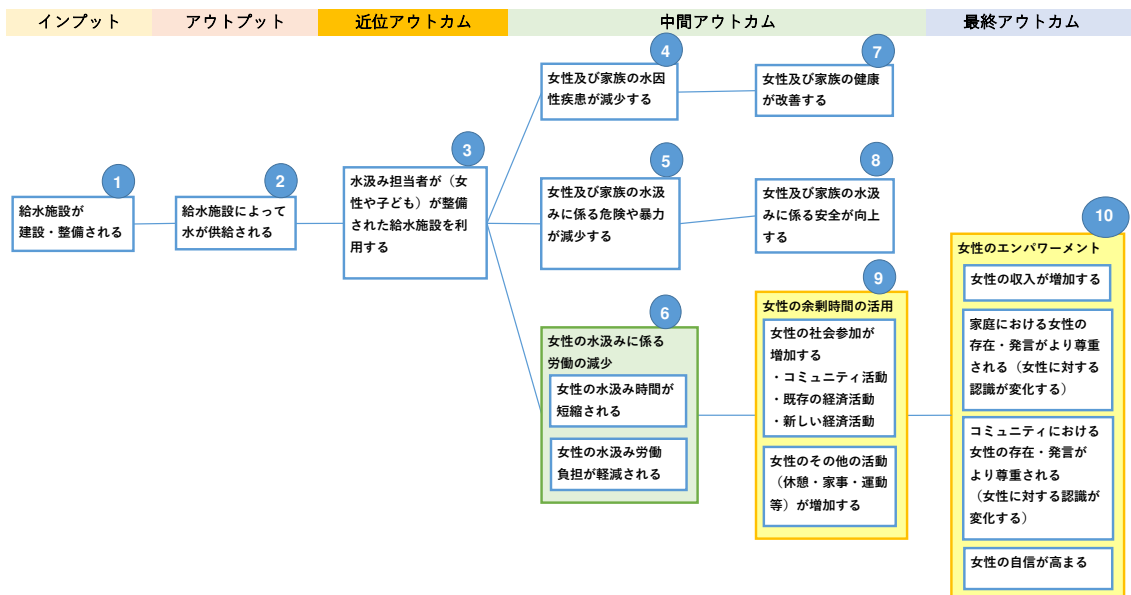 インプット
アウトプット
近位アウトカム
中間アウトカム
最終アウトカム
1
給水施設が
建設・整備される
2
給水施設によって
水が供給される
3
水汲み担当者が（女
性や子ども）が整備
された給水施設を利
用する
4
女性及び家族の水因
性疾患が減少する
7
女性及び家族の健康
が改善する
5
女性及び家族の水汲
みに係る危険や暴力
が減少する
8
女性及び家族の水汲
みに係る安全が向上
する
6
女性の水汲みに係る
労働の減少
女性の水汲み時間が
短縮される
女性の水汲み労働
負担が軽減される
9
女性の余剰時間の活用
女性の社会参加が
増加する
・コミュニティ活動
・既存の経済活動
・新しい経済活動
女性のその他の活動
（休憩・家事・運動
等）が増加する
10
女性のエンパワーメント
女性の収入が増加する
家庭における女性の
存在・発言がより尊重
される（女性に対する
認識が変化する）
コミュニティにおける
女性の存在・発言が
より尊重される
（女性に対する認識が
変化する）
女性の自信が高まる